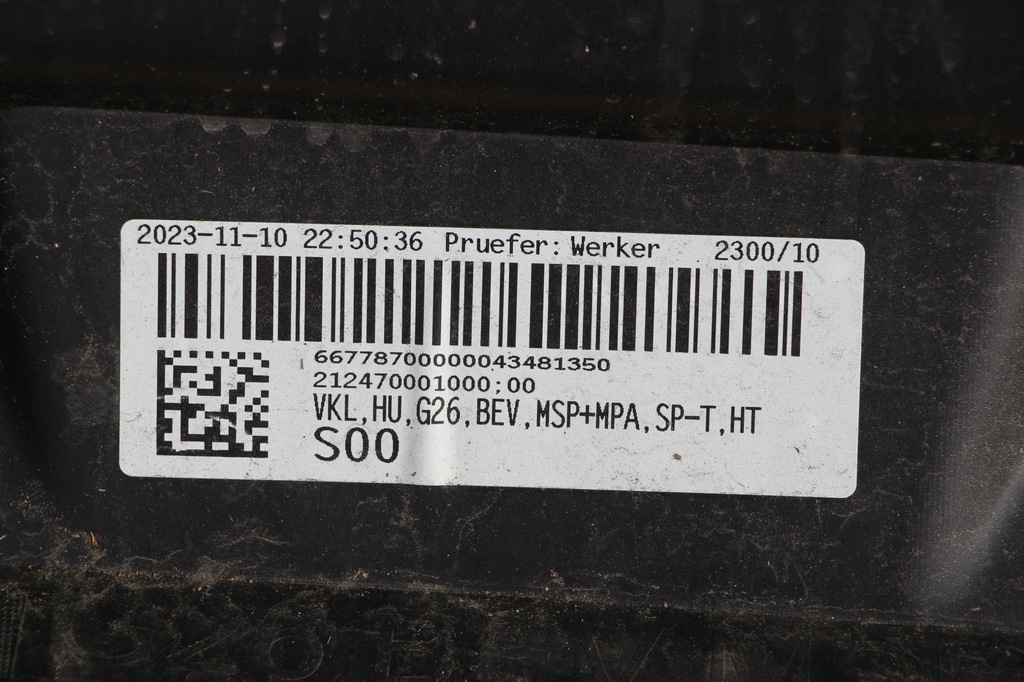 2023-11-10 22:50:36 Pruefer: Werker 2300/10
66778700000043481350
212470001000;00
VKL,HU,G26,BEV,MSP+MPA,SP-T,HT
S00